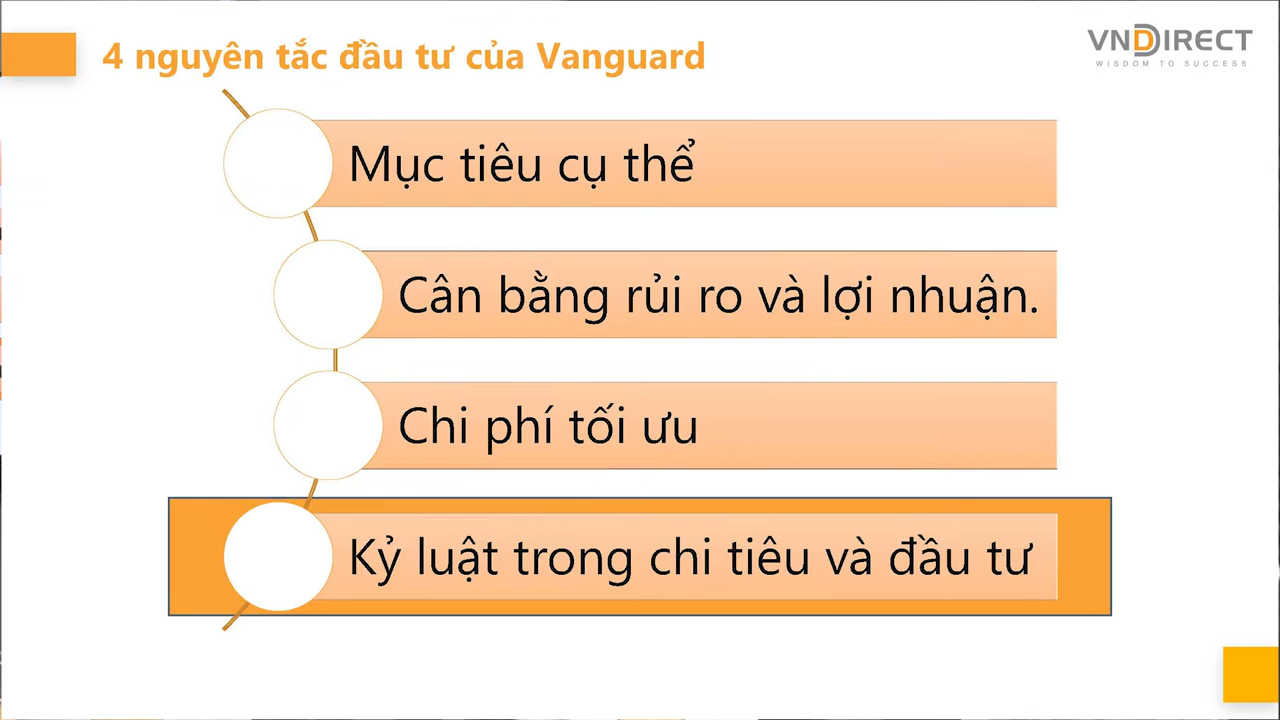 4 nguyên tắc đầu tư của Vanguard
VNDIRECT
WISDOM TO SUCCESS
Mục tiêu cụ thể
Cân bằng rủi ro và lợi nhuận.
Chi phí tối ưu
Kỷ luật trong chi tiêu và đầu tư